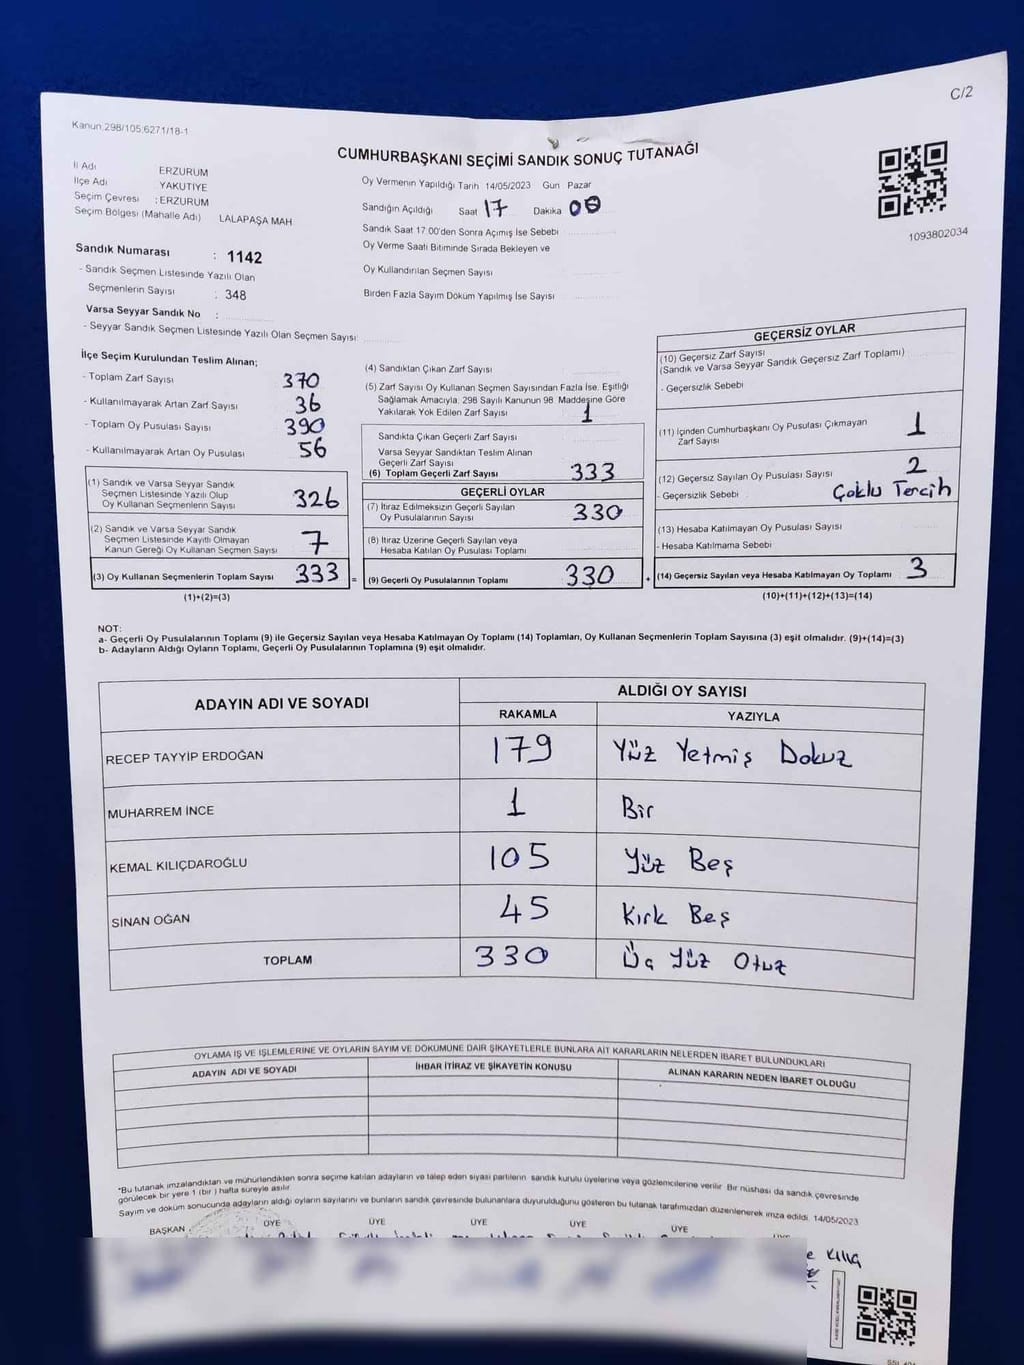 C/2
Kanun:298/105;6271/18-1
CUMHURBAŞKANI SEÇİMİ SANDIK SONUÇ TUTANAĞI
1093802034
İl Adı ERZURUM
İlçe Adı YAKUTİYE
Seçim Çevresi : ERZURUM
Seçim Bölgesi (Mahalle Adı) LALAPAŞA MAH
Sandık Numarası : 1142
- Sandık Seçmen Listesinde Yazılı Olan
Seçmenlerin Sayısı : 348
Varsa Seyyar Sandık No :
- Seyyar Sandık Seçmen Listesinde Yazılı Olan Seçmen Sayısı:
Oy Vermenin Yapıldığı Tarih 14/05/2023 Gün Pazar
Sandığın Açıldığı Saat 17 Dakika 00
Sandık Saat 17.00'den Sonra Açılmış İse Sebebi
Oy Verme Saati Bitiminde Sırada Bekleyen ve
Oy Kullandırılan Seçmen Sayısı
Birden Fazla Sayım Döküm Yapılmış İse Sayısı
İlçe Seçim Kurulundan Teslim Alınan;
- Toplam Zarf Sayısı 370
- Kullanılmayarak Artan Zarf Sayısı 36
- Toplam Oy Pusulası Sayısı 390
- Kullanılmayarak Artan Oy Pusulası 56
(1) Sandık ve Varsa Seyyar Sandık
Seçmen Listesinde Yazılı Olup
Oy Kullanan Seçmenlerin Sayısı 326
(2) Sandık ve Varsa Seyyar Sandık
Seçmen Listesinde Kayıtlı Olmayan
Kanun Gereği Oy Kullanan Seçmen Sayısı 7
(3) Oy Kullanan Seçmenlerin Toplam Sayısı 333 =
(1)+(2)=(3)
(4) Sandıktan Çıkan Zarf Sayısı
(5) Zarf Sayısı Oy Kullanan Seçmen Sayısından Fazla İse, Eşitliği
Sağlamak Amacıyla; 298 Sayılı Kanunun 98. Maddesine Göre
Yakılarak Yok Edilen Zarf Sayısı 1
Sandıkta Çıkan Geçerli Zarf Sayısı
Varsa Seyyar Sandıktan Teslim Alınan
Geçerli Zarf Sayısı
(6) Toplam Geçerli Zarf Sayısı 333
GEÇERLİ OYLAR
(7) İtiraz Edilmeksizin Geçerli Sayılan
Oy Pusulalarının Sayısı 330
(8) İtiraz Üzerine Geçerli Sayılan veya
Hesaba Katılan Oy Pusulası Toplamı
(9) Geçerli Oy Pusulalarının Toplamı 330 +
GEÇERSİZ OYLAR
(10) Geçersiz Zarf Sayısı
(Sandık ve Varsa Seyyar Sandık Geçersiz Zarf Toplamı)
- Geçersizlik Sebebi
(11) İçinden Cumhurbaşkanı Oy Pusulası Çıkmayan
Zarf Sayısı 1
(12) Geçersiz Sayılan Oy Pusulası Sayısı 2
- Geçersizlik Sebebi Çoklu Tercih
(13) Hesaba Katılmayan Oy Pusulası Sayısı
- Hesaba Katılmama Sebebi
(14) Geçersiz Sayılan veya Hesaba Katılmayan Oy Toplamı 3
(10)+(11)+(12)+(13)=(14)
NOT:
a- Geçerli Oy Pusulalarının Toplamı (9) ile Geçersiz Sayılan veya Hesaba Katılmayan Oy Toplamı (14) Toplamları, Oy Kullanan Seçmenlerin Toplam Sayısına (3) eşit olmalıdır. (9)+(14)=(3)
b- Adayların Aldığı Oyların Toplamı, Geçerli Oy Pusulalarının Toplamına (9) eşit olmalıdır.
ADAYIN ADI VE SOYADI ALDIĞI OY SAYISI
RAKAMLA YAZIYLA
RECEP TAYYİP ERDOĞAN 179 Yüz Yetmiş Dokuz
MUHARREM İNCE 1 Bir
KEMAL KILIÇDAROĞLU 105 Yüz Beş
SİNAN OĞAN 45 Kırk Beş
TOPLAM 330 Üç Yüz Otuz
OYLAMA İŞ VE İŞLEMLERİNE VE OYLARIN SAYIM VE DÖKÜMÜNE DAİR ŞİKAYETLERLE BUNLARA AİT KARARLARIN NELERDEN İBARET BULUNDUKLARI
ADAYIN ADI VE SOYADI İHBAR İTİRAZ VE ŞİKAYETİN KONUSU ALINAN KARARIN NEDEN İBARET OLDUĞU
*Bu tutanak imzalandıktan ve mühürlendikten sonra seçime katılan adayların ve talep eden siyasi partilerin sandık kurulu üyelerine veya gözlemcilerine verilir. Bir nüshası da sandık çevresinde
görülecek bir yere 1 (bir) hafta süreyle asılır.
Sayım ve döküm sonucunda adayların aldığı oyların sayılarını ve bunların sandık çevresinde bulunanlara duyurulduğunu gösteren bu tutanak tarafımızdan düzenlenerek imza edildi. 14/05/2023
BAŞKAN ÜYE ÜYE ÜYE ÜYE ÜYE